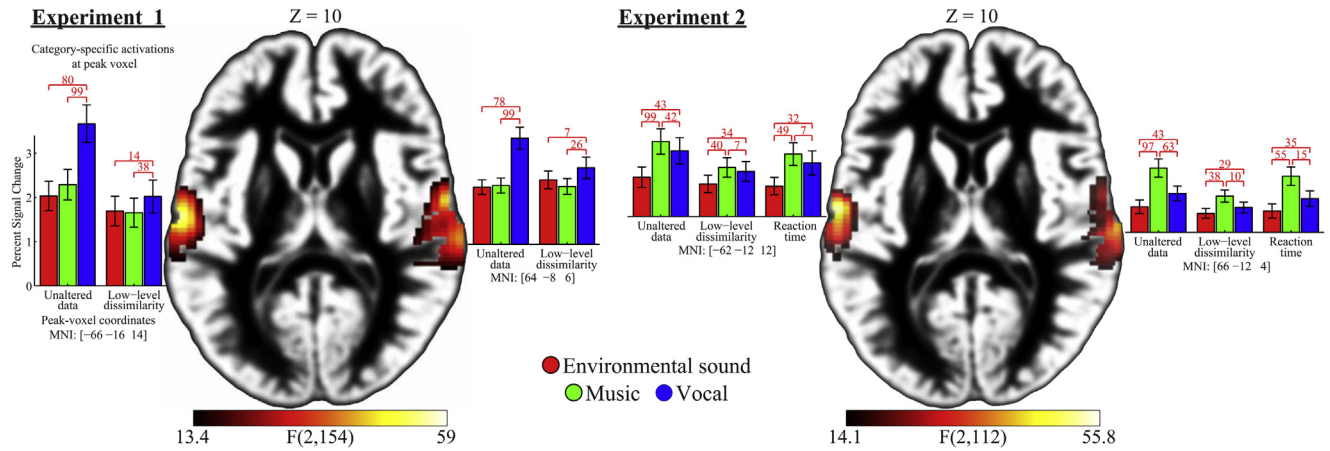 Experiment 1
Z = 10
Category-specific activations
at peak voxel
80
99
14
38
Percent Signal Change
3
2
1
0
Unaltered
data
Low-level
dissimilarity
Peak-voxel coordinates
MNI: [-66 -16 14]
78
99
7
26
Unaltered
data
Low-level
dissimilarity
MNI: [64 -8 6]
13.4
F(2,154)
59
Experiment 2
Z = 10
43
99 42
34
40 7
32
49 7
Unaltered
data
Low-level
dissimilarity
Reaction
time
MNI: [-62 -12 12]
43
97 63
29
38 10
35
55 15
Unaltered
data
Low-level
dissimilarity
Reaction
time
MNI: [66 -12 4]
Environmental sound
Music Vocal
14.1
F(2,112)
55.8